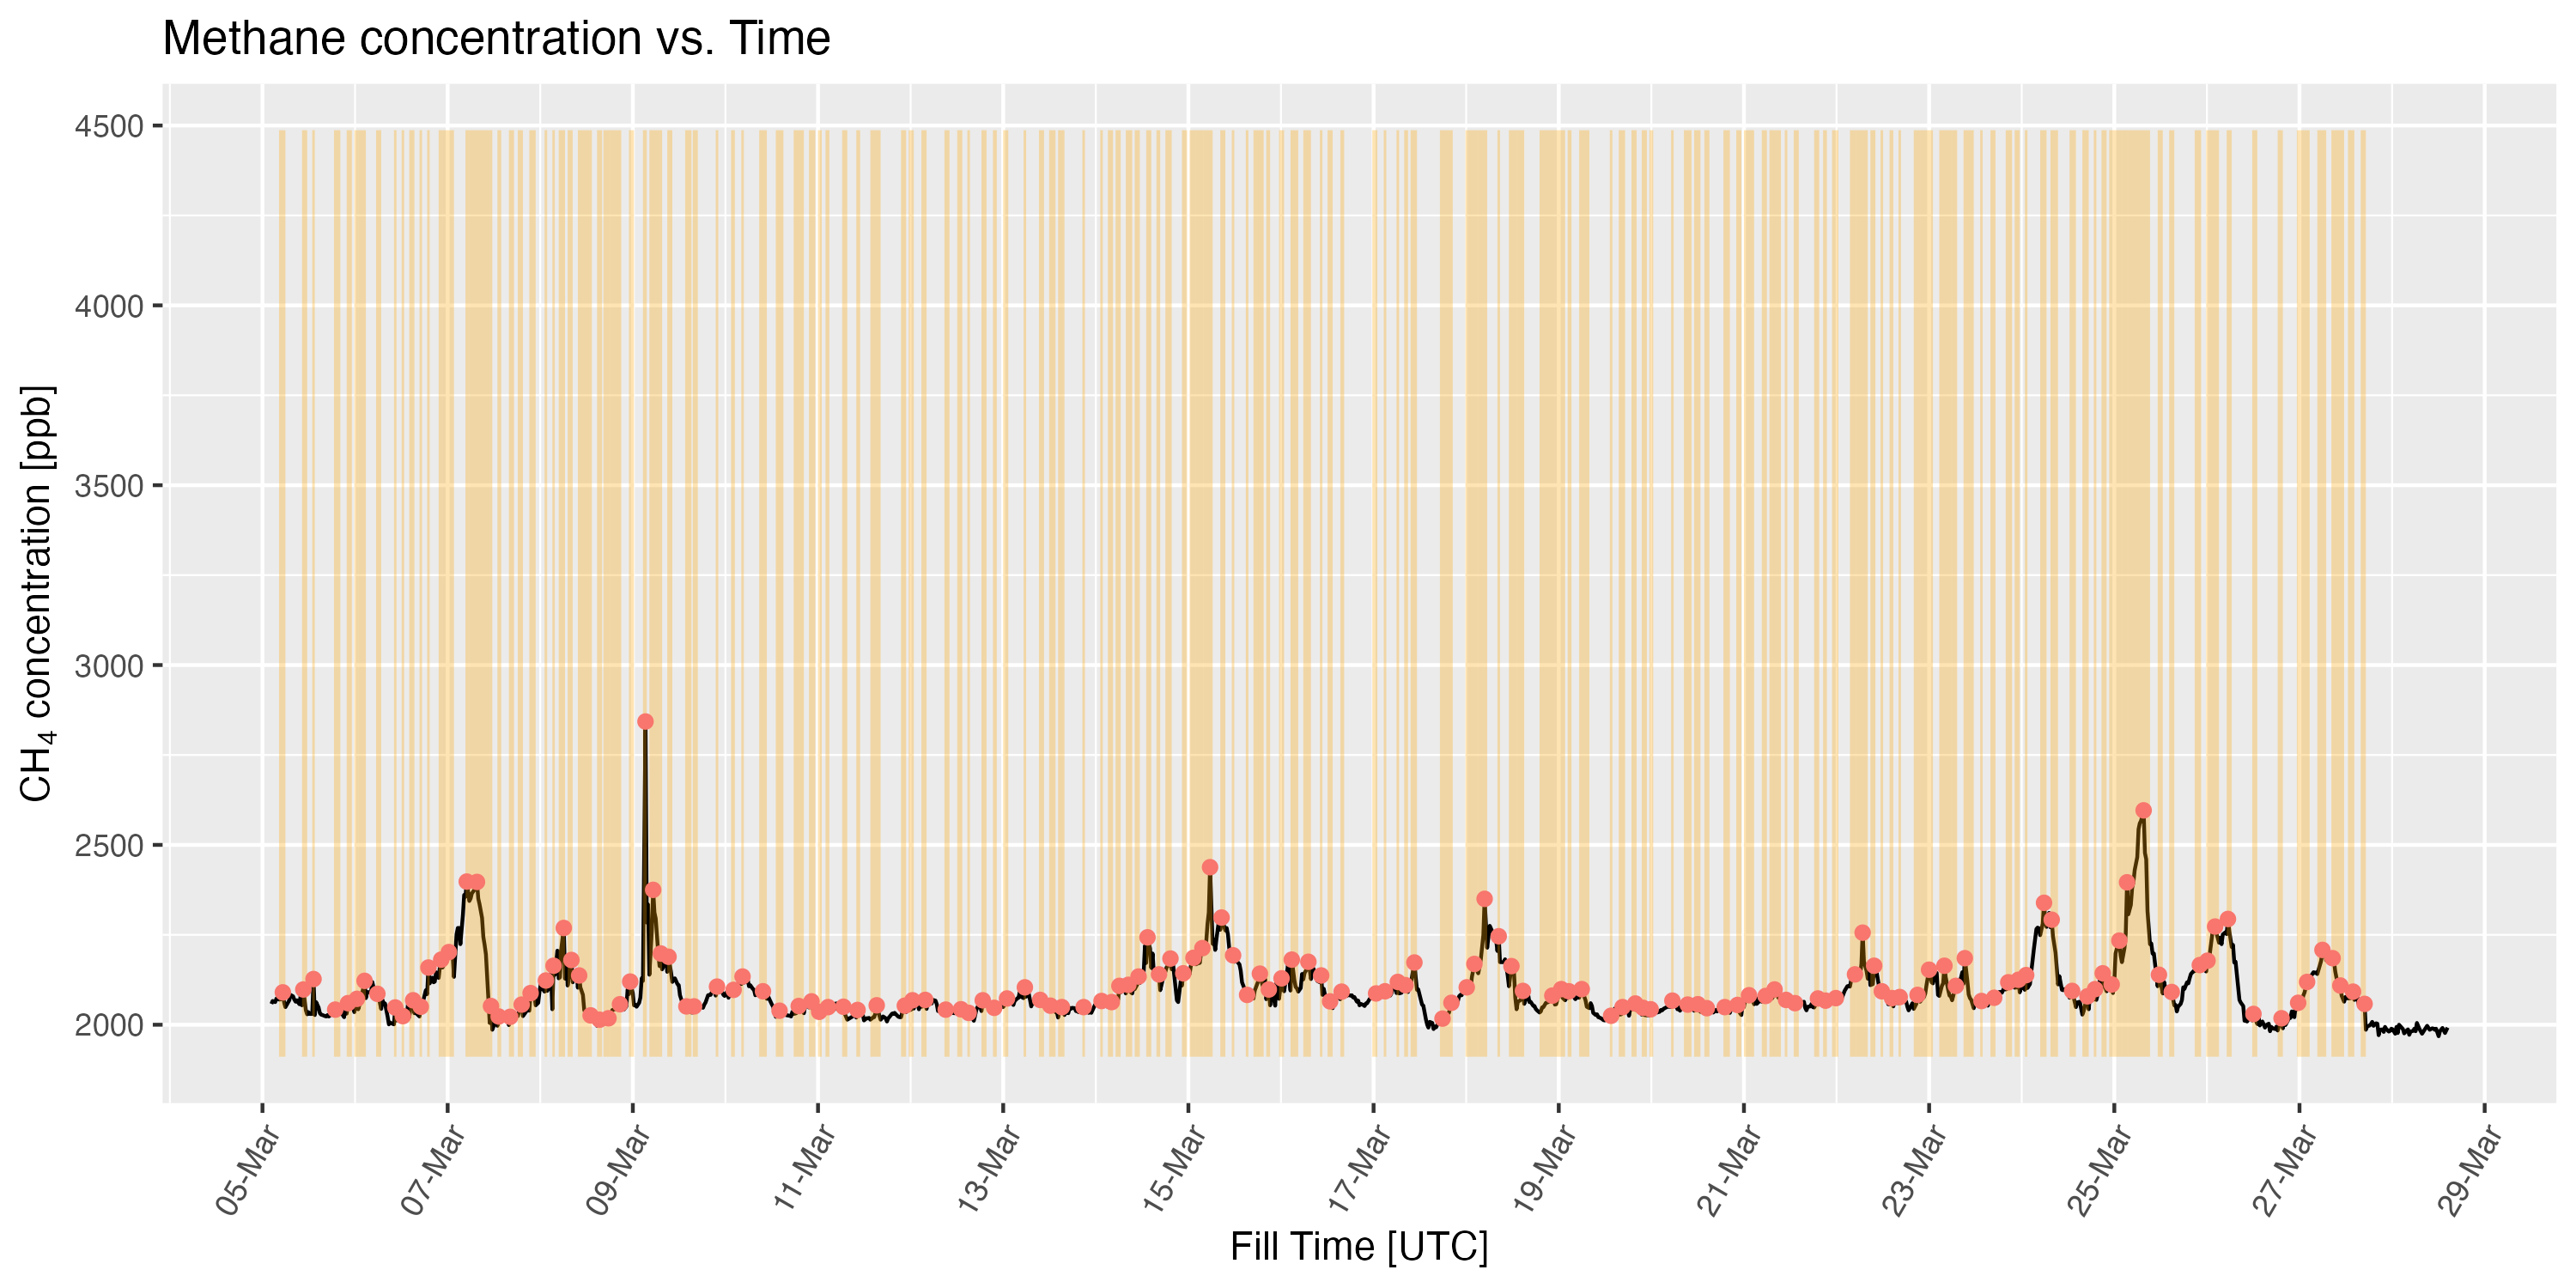 Methane concentration vs. Time
CH₄ concentration [ppb]
4500
4000
3500
3000
2500
2000
05-Mar
07-Mar
09-Mar
11-Mar
13-Mar
15-Mar
17-Mar
19-Mar
21-Mar
23-Mar
25-Mar
27-Mar
29-Mar
Fill Time [UTC]